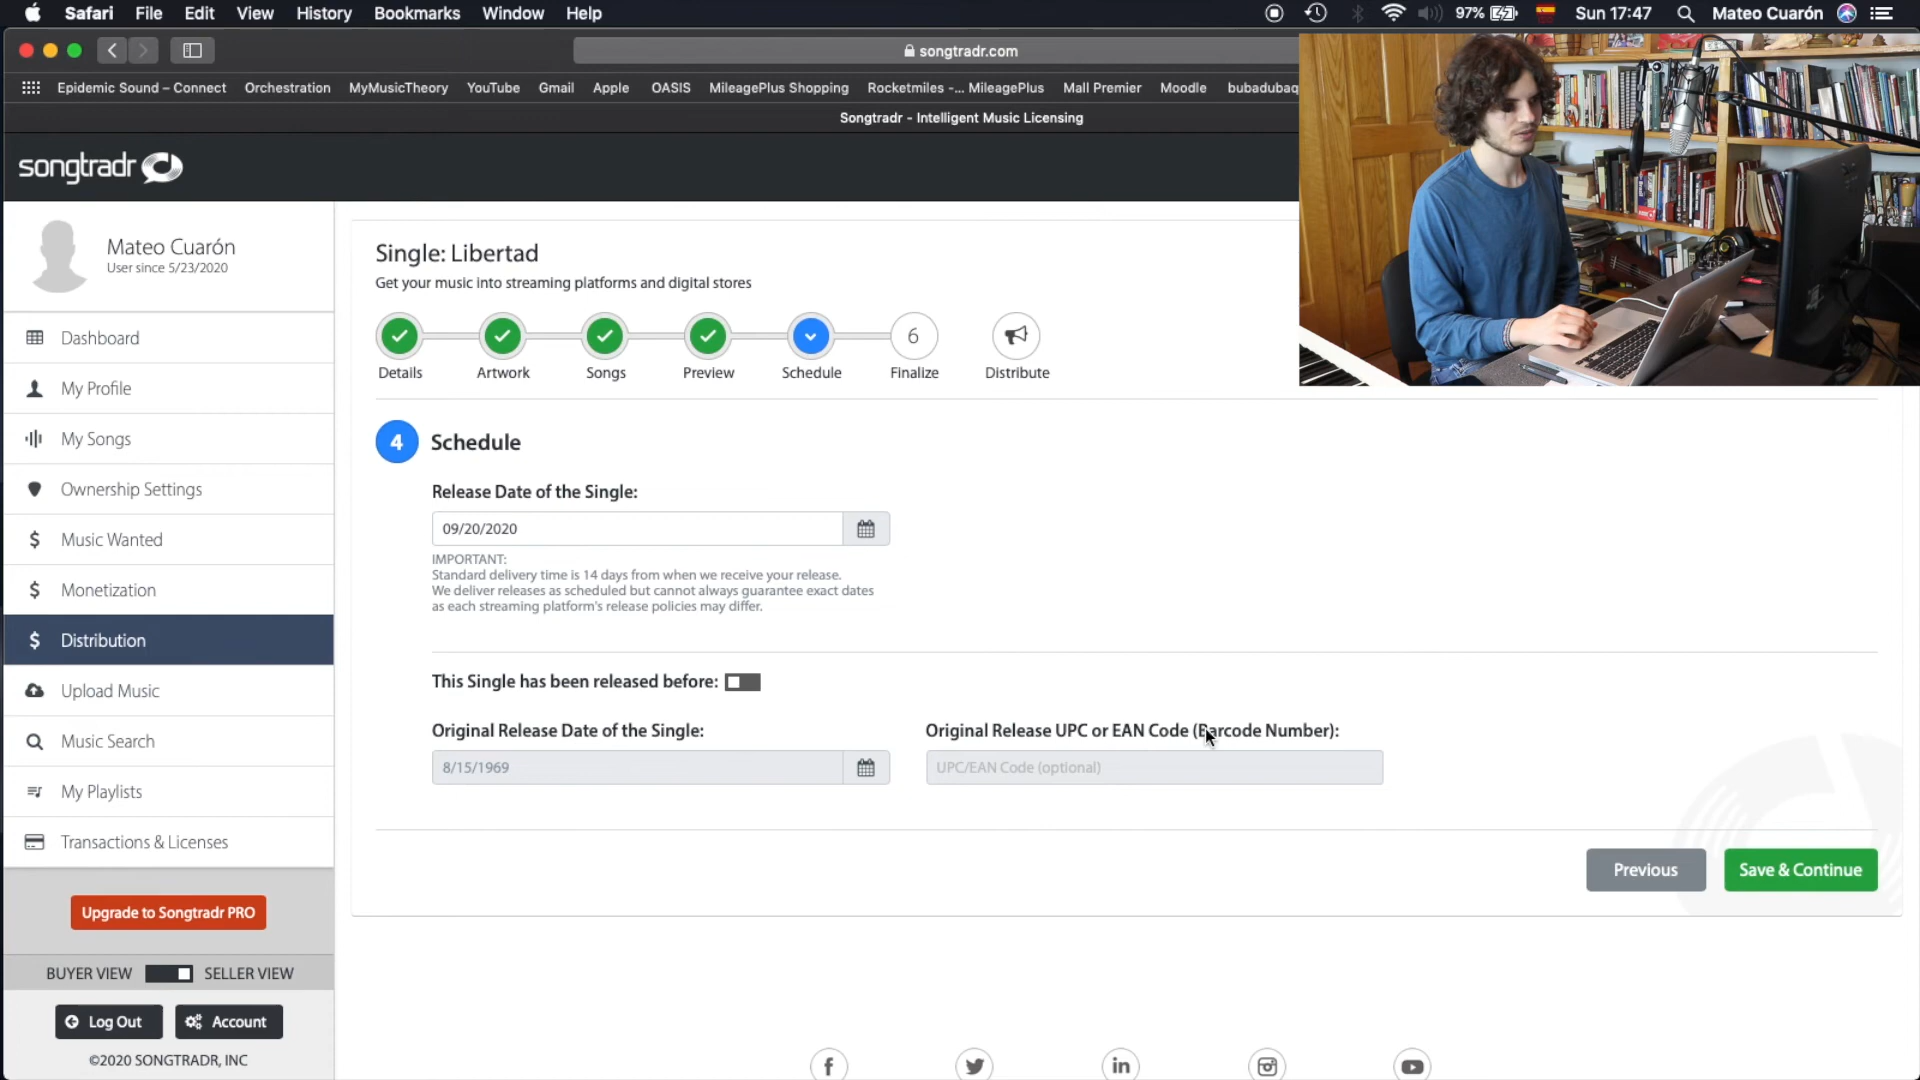 Safari File Edit View History Bookmarks Window Help
97% Sun 17:47 Mateo Cuarón
songtradr.com
Epidemic Sound – Connect Orchestration MyMusicTheory YouTube Gmail Apple OASIS MileagePlus Shopping Rocketmiles -... MileagePlus Mall Premier Moodle bubadubaq
Songtradr - Intelligent Music Licensing
songtradr
Mateo Cuarón
User since 5/23/2020
Dashboard
My Profile
My Songs
Ownership Settings
$ Music Wanted
$ Monetization
$ Distribution
Upload Music
Music Search
My Playlists
Transactions & Licenses
Upgrade to Songtradr PRO
BUYER VIEW SELLER VIEW
Log Out Account
©2020 SONGTRADR, INC
Single: Libertad
Get your music into streaming platforms and digital stores
6
Details Artwork Songs Preview Schedule Finalize Distribute
4 Schedule
Release Date of the Single:
09/20/2020
IMPORTANT:
Standard delivery time is 14 days from when we receive your release.
We deliver releases as scheduled but cannot always guarantee exact dates
as each streaming platform's release policies may differ.
This Single has been released before:
Original Release Date of the Single: Original Release UPC or EAN Code (Barcode Number):
8/15/1969 UPC/EAN Code (optional)
Previous Save & Continue